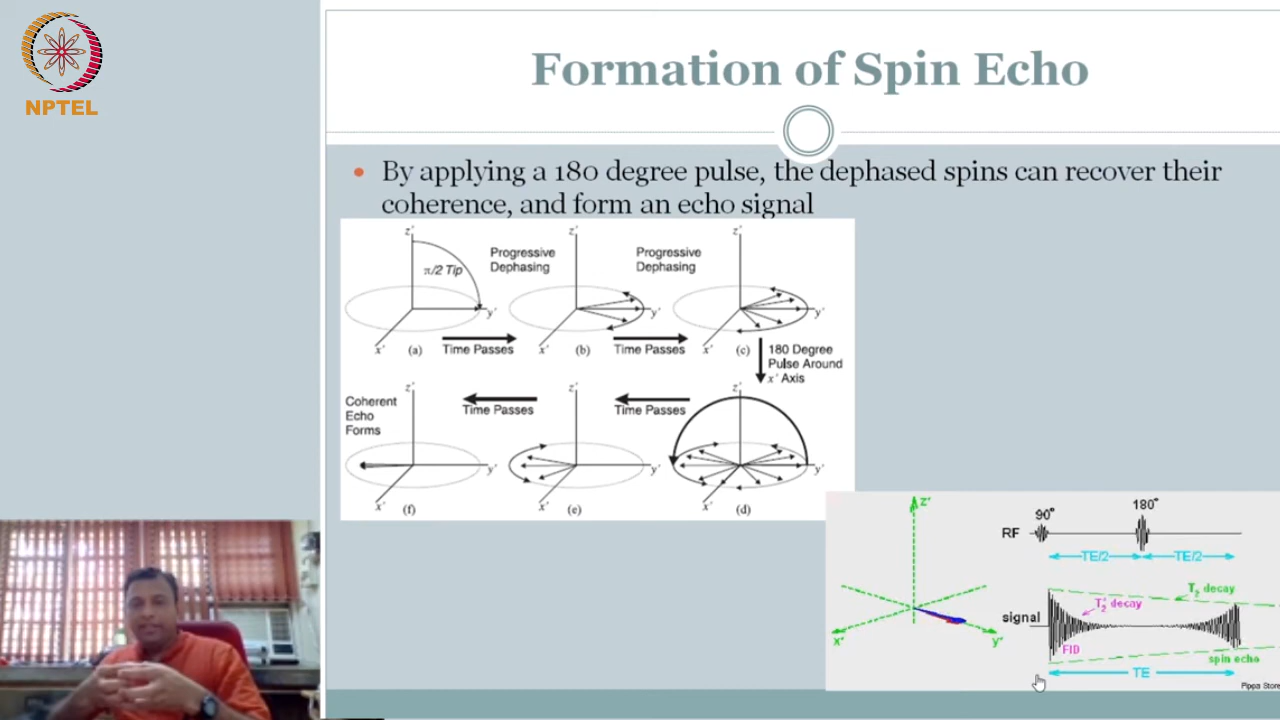 NPTEL
Formation of Spin Echo
• By applying a 180 degree pulse, the dephased spins can recover their
coherence, and form an echo signal
z'
π/2 Tip
y'
x'
(a)
Time Passes
Progressive
Dephasing
z'
y'
x'
(b)
Time Passes
Progressive
Dephasing
z'
y'
x'
(c)
180 Degree
Pulse Around
x' Axis
Coherent
Echo
Forms
z'
y'
x'
(f)
Time Passes
z'
y'
x'
(e)
Time Passes
z'
y'
x'
(d)
z'
x'
y'
90°
180°
RF
TE/2
TE/2
T2 decay
T2* decay
signal
FID
spin echo
TE
Pippa Store